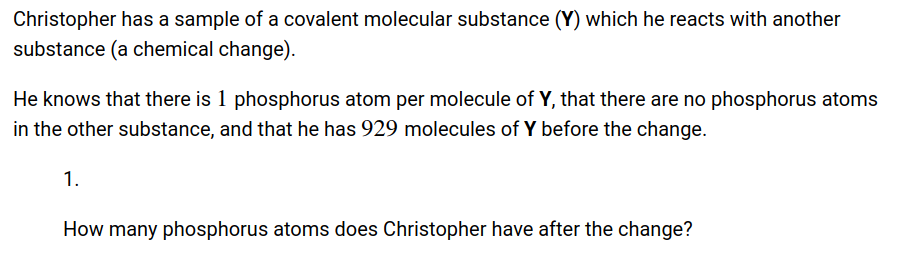 Christopher has a sample of a covalent molecular substance (Y) which he reacts with another
substance (a chemical change).
He knows that there is 1 phosphorus atom per molecule of Y, that there are no phosphorus atoms
in the other substance, and that he has 929 molecules of Y before the change.
1.
How many phosphorus atoms does Christopher have after the change?